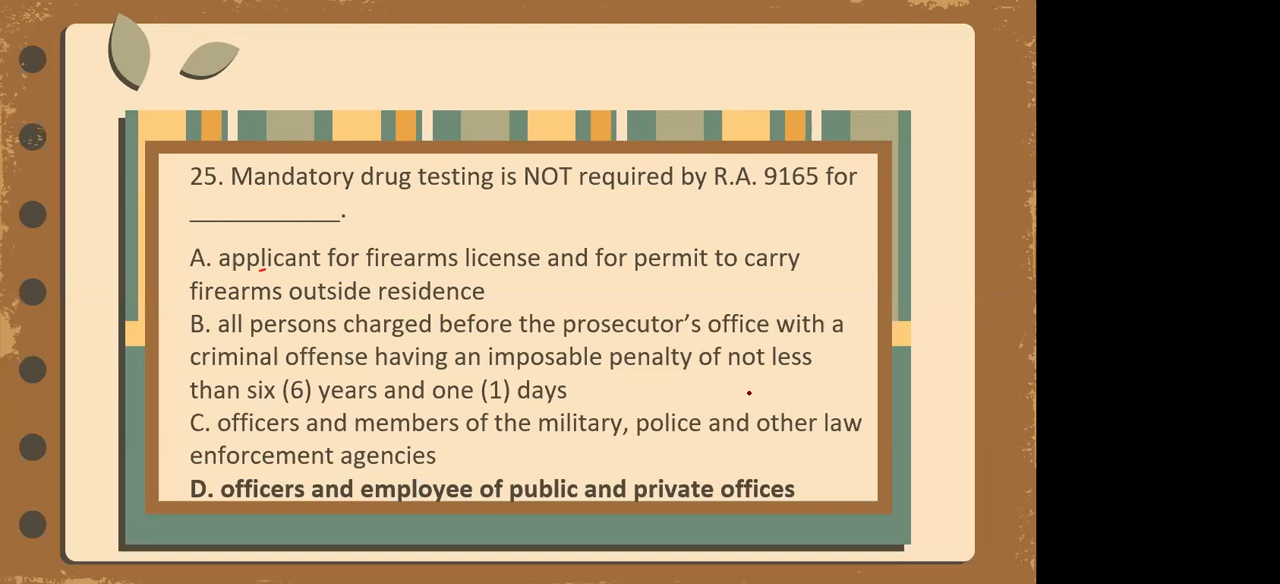 25. Mandatory drug testing is NOT required by R.A. 9165 for
___________.
A. applicant for firearms license and for permit to carry
firearms outside residence
B. all persons charged before the prosecutor’s office with a
criminal offense having an imposable penalty of not less
than six (6) years and one (1) days
C. officers and members of the military, police and other law
enforcement agencies
D. officers and employee of public and private offices